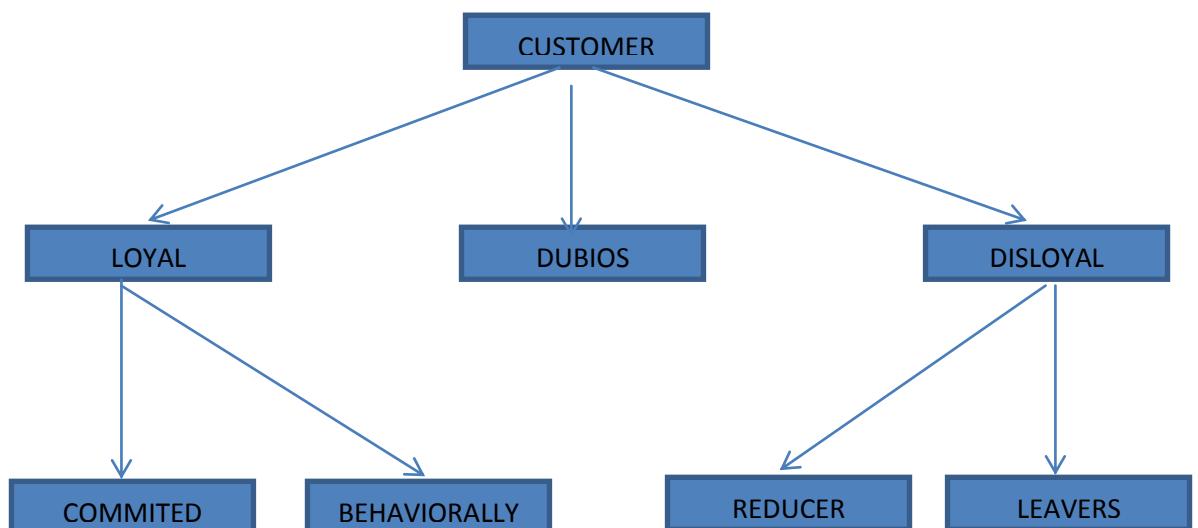 CUSTOMER
LOYAL
DUBIOS
DISLOYAL
COMMITED
BEHAVIORALLY
REDUCER
LEAVERS